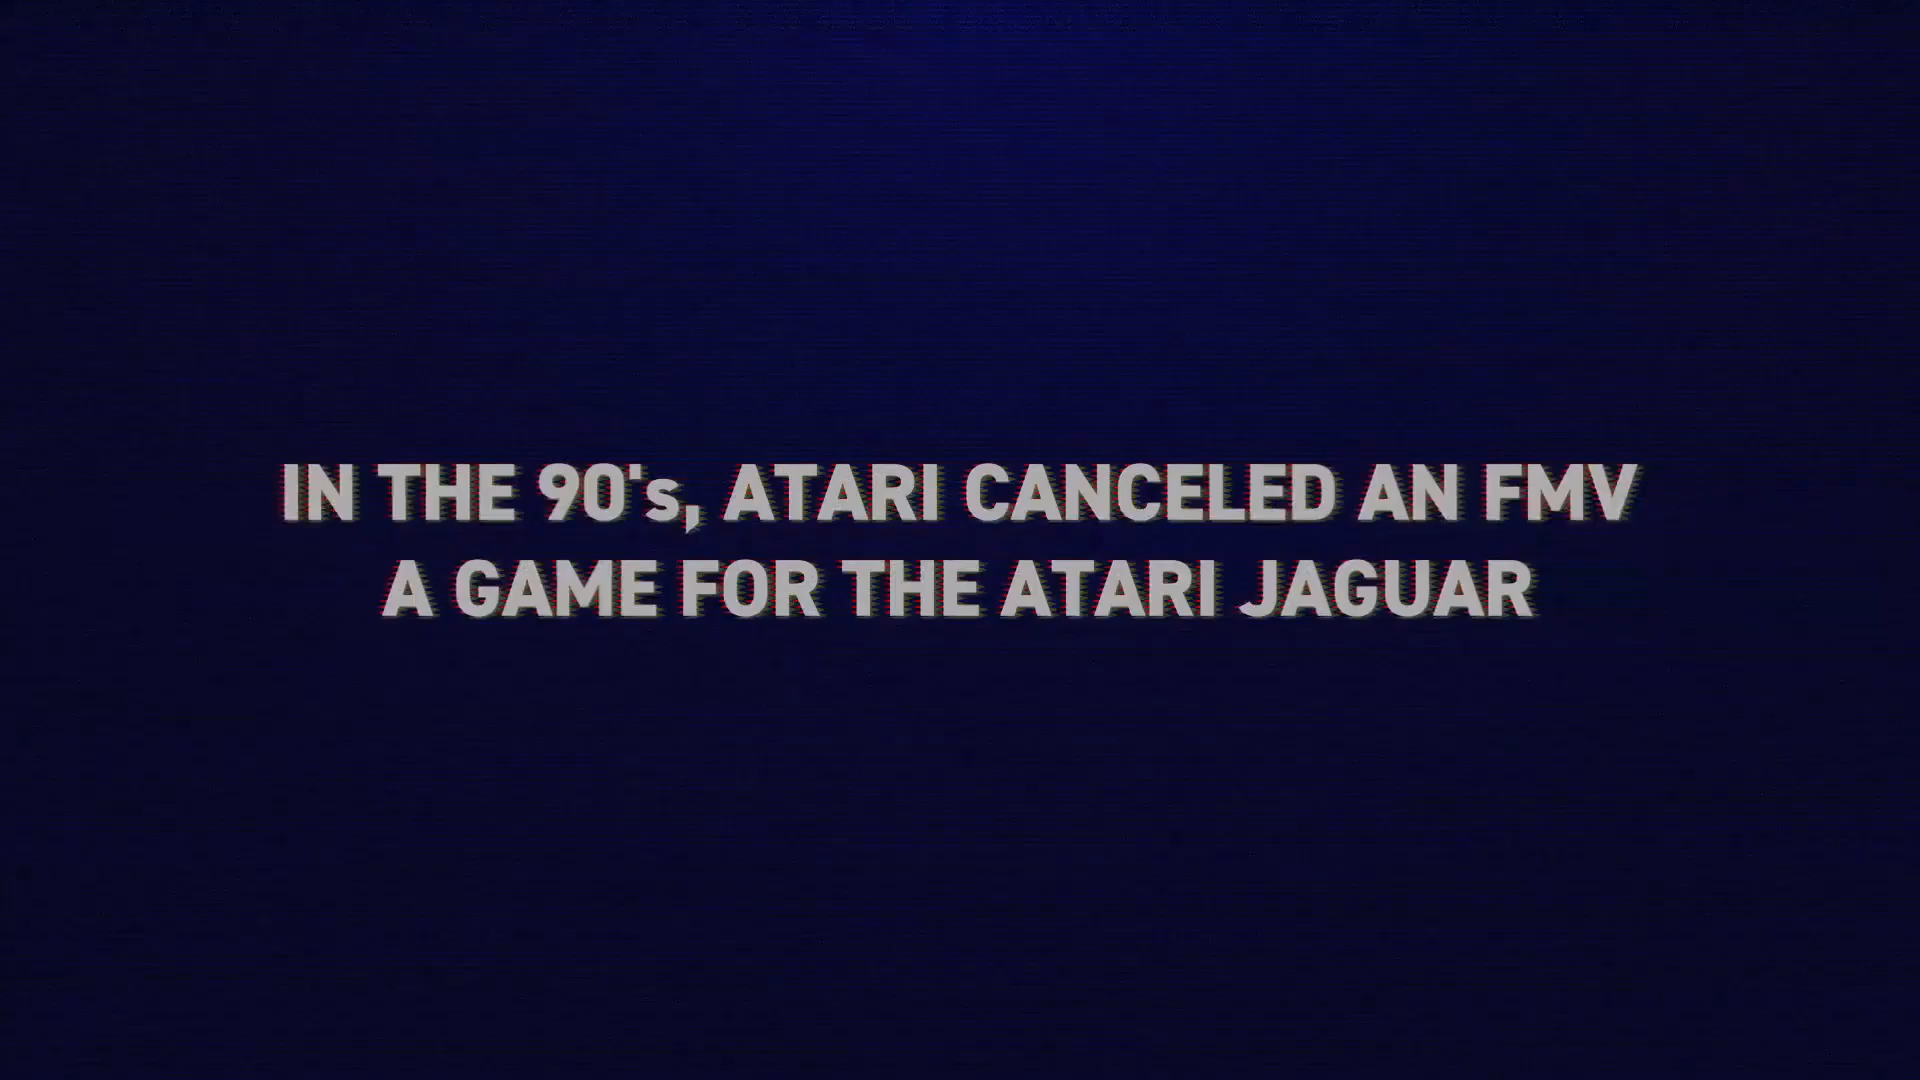 IN THE 90's, ATARI CANCELED AN FMV
A GAME FOR THE ATARI JAGUAR